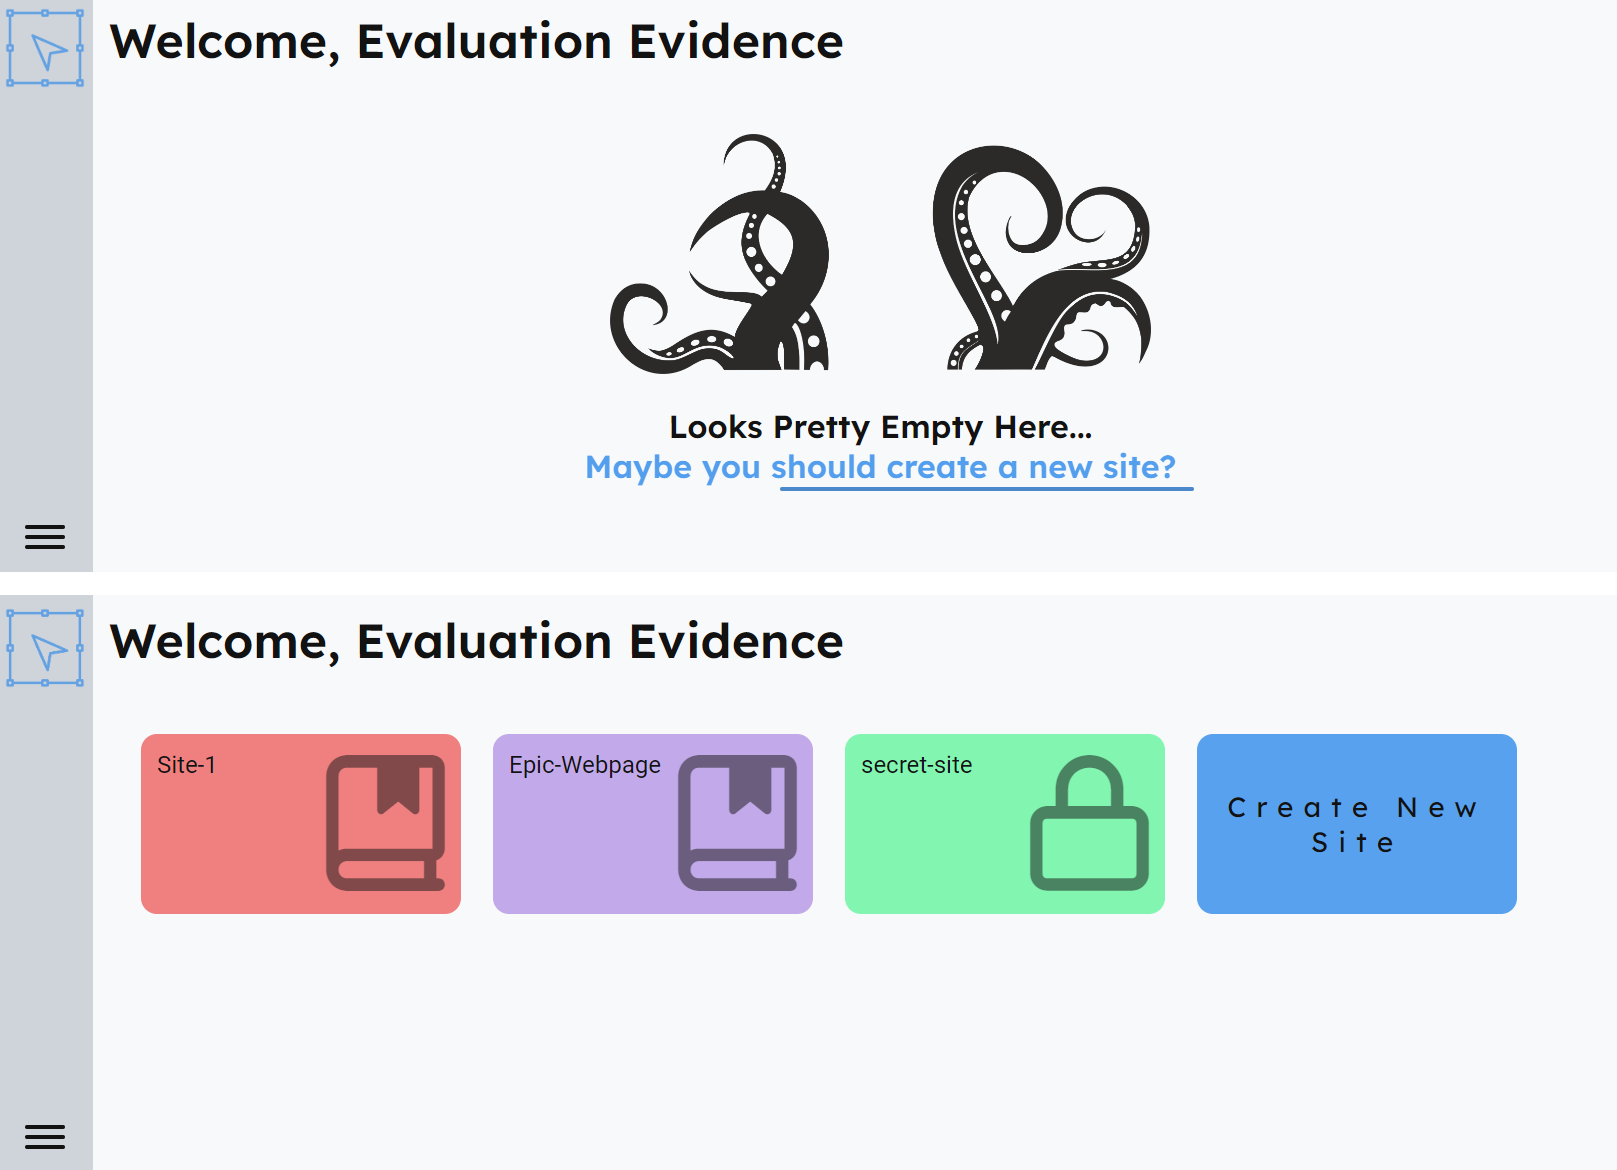 Welcome, Evaluation Evidence
Looks Pretty Empty Here...
Maybe you should create a new site?
Welcome, Evaluation Evidence
Site-1
Epic-Webpage
secret-site
Create New
Site